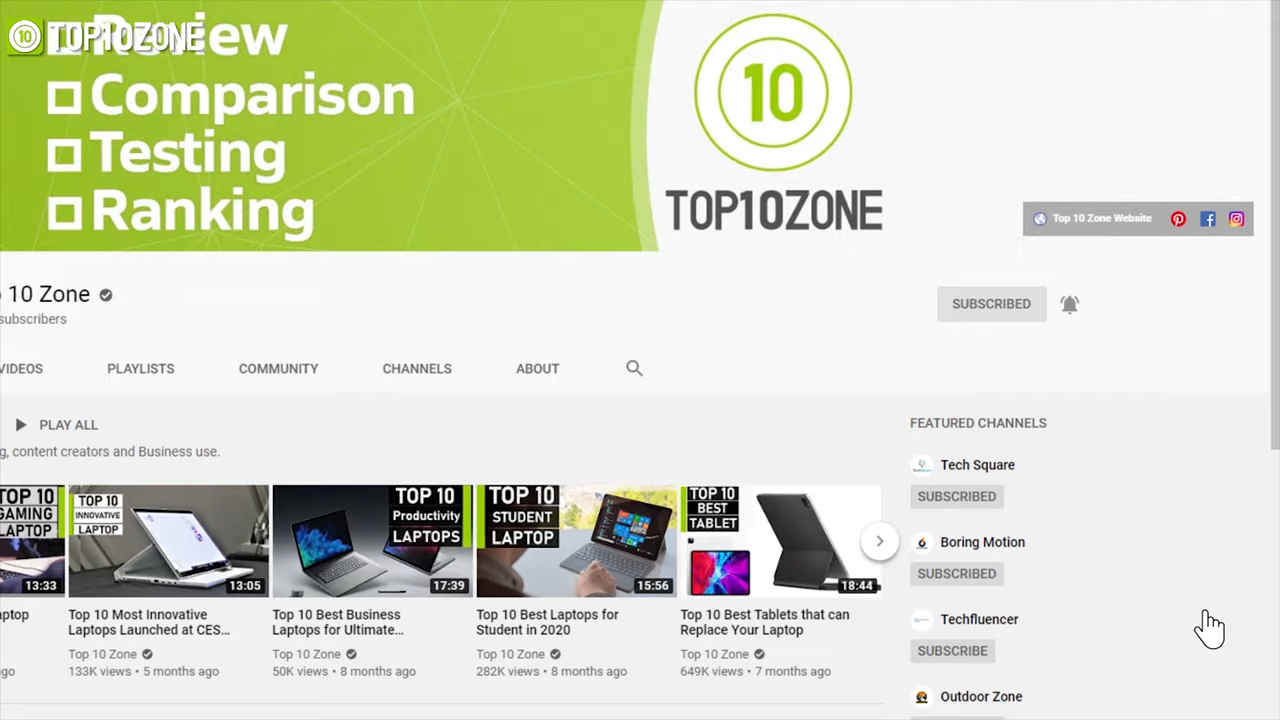 10
TOP10ZONE
Review
Comparison
Testing
Ranking
10
TOP10ZONE
Top 10 Zone Website
10 Zone
subscribers
SUBSCRIBED
VIDEOS
PLAYLISTS
COMMUNITY
CHANNELS
ABOUT
PLAY ALL
g, content creators and Business use.
FEATURED CHANNELS
Tech Square
SUBSCRIBED
Boring Motion
SUBSCRIBED
Techfluencer
SUBSCRIBE
Outdoor Zone
TOP 10
GAMING
LAPTOP
13:33
TOP 10
INNOVATIVE
LAPTOP
13:05
TOP 10
Productivity
LAPTOPS
17:39
TOP 10
STUDENT
LAPTOP
15:56
TOP 10
BEST
TABLET
18:44
aptop
go
Top 10 Most Innovative
Laptops Launched at CES...
Top 10 Zone
133K views • 5 months ago
Top 10 Best Business
Laptops for Ultimate...
Top 10 Zone
50K views • 8 months ago
Top 10 Best Laptops for
Student in 2020
Top 10 Zone
282K views • 8 months ago
Top 10 Best Tablets that can
Replace Your Laptop
Top 10 Zone
649K views • 7 months ago